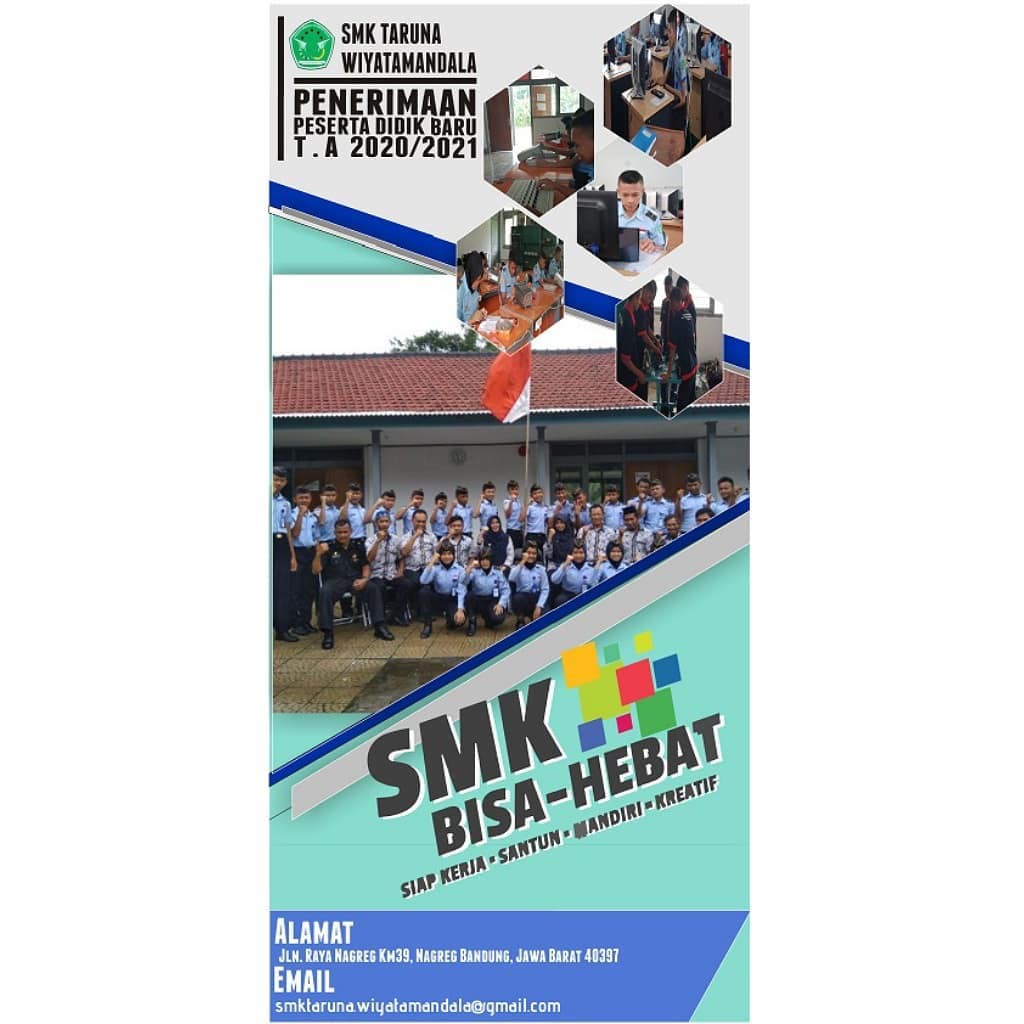 SMK TARUNA
WIYATAMANDALA
PENERIMAAN
PESERTA DIDIK BARU
T.A 2020/2021
SMK
BISA-HEBAT
SIAP KERJA - SANTUN - MANDIRI - KREATIF
ALAMAT
JLN. RAYA NAGREG KM39, NAGREG BANDUNG, JAWA BARAT 40397
EMAIL
smktaruna.wiyatamandala@gmail.com